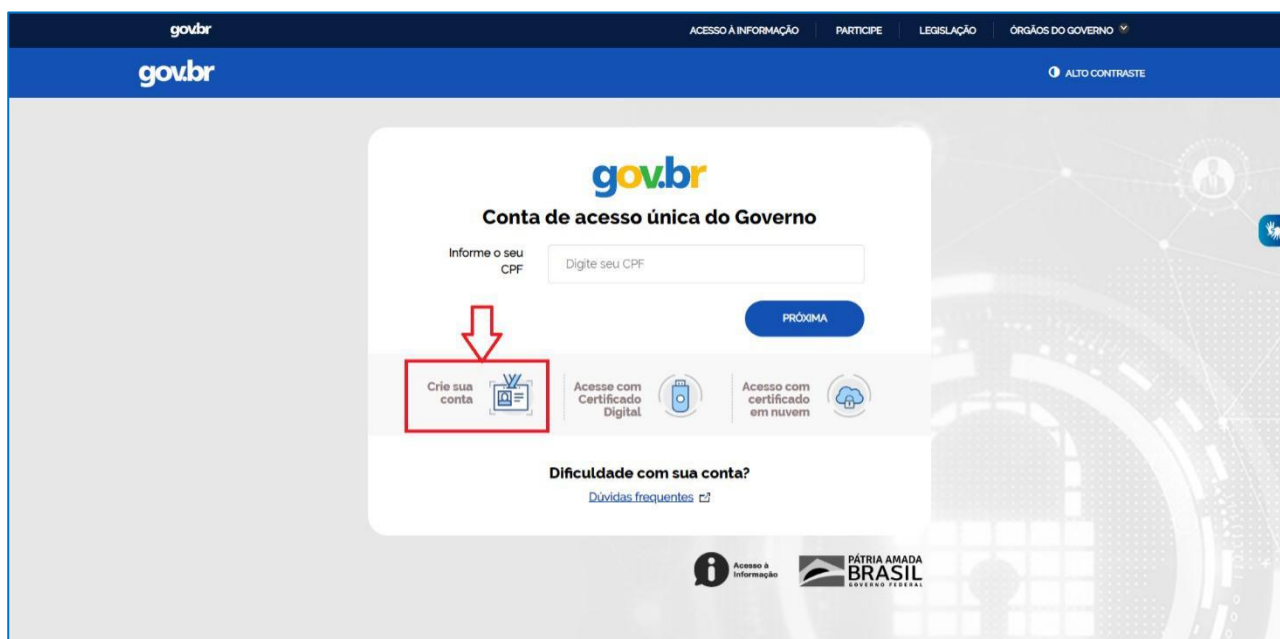 gov.br
ACESSO À INFORMAÇÃO
PARTICIPE
LEGISLAÇÃO
ÓRGÃOS DO GOVERNO
gov.br
ALTO CONTRASTE
gov.br
Conta de acesso única do Governo
Informe o seu
CPF
Digite seu CPF
PRÓXIMA
Crie sua
conta
Acesse com
Certificado
Digital
Acesso com
certificado
em nuvem
Dificuldade com sua conta?
Dúvidas frequentes
Acesso à
Informação
PÁTRIA AMADA
BRASIL
GOVERNO FEDERAL